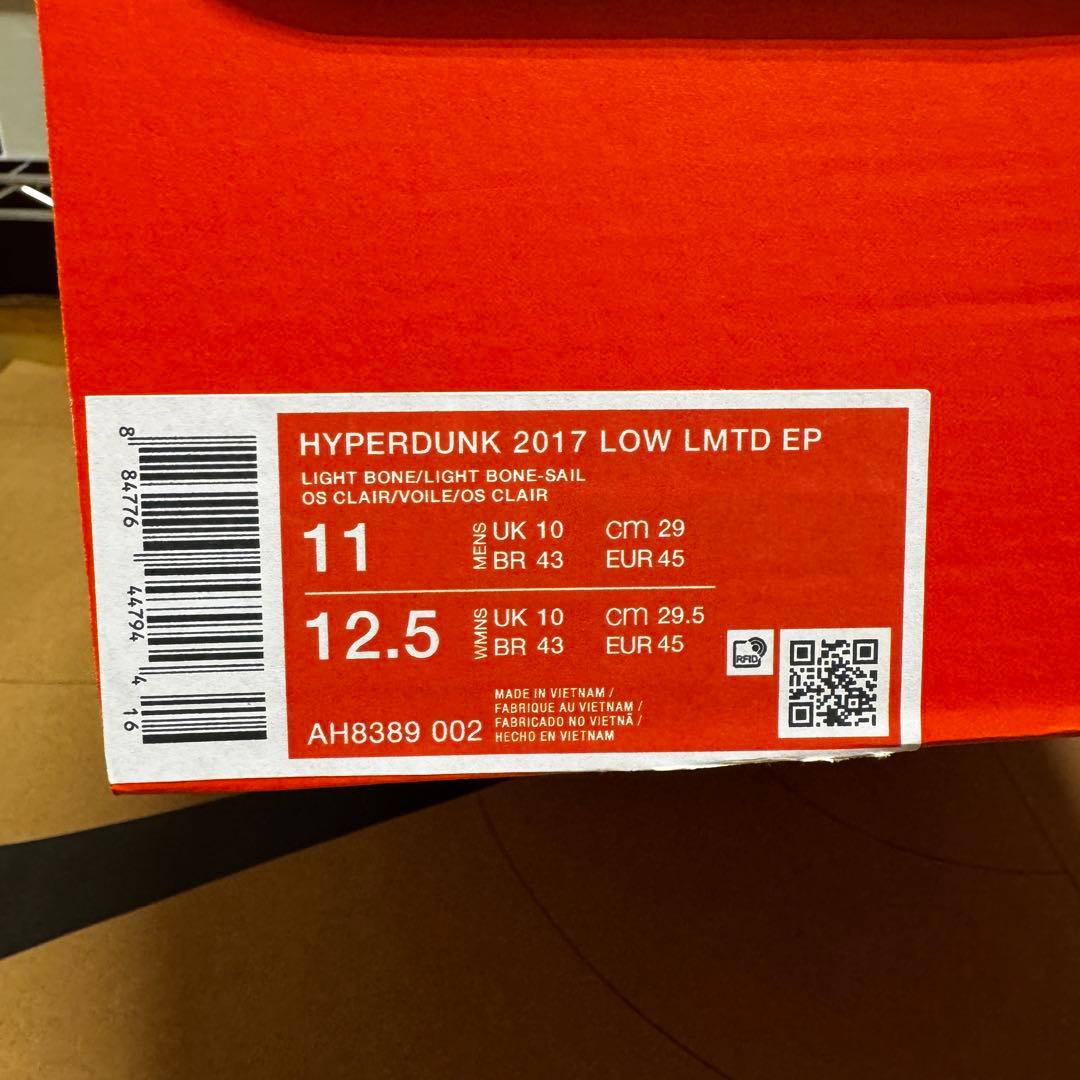 HYPERDUNK 2017 LOW LMTD EP
LIGHT BONE/LIGHT BONE-SAIL
OS CLAIR/VOILE/OS CLAIR
11 MENS UK 10 cm 29
BR 43 EUR 45
12.5 WMNS UK 10 cm 29.5
BR 43 EUR 45
RFID
MADE IN VIETNAM /
FABRIQUE AU VIETNAM /
FABRICADO NO VIETNÃ /
HECHO EN VIETNAM
AH8389 002
8 84776 44794 4 16